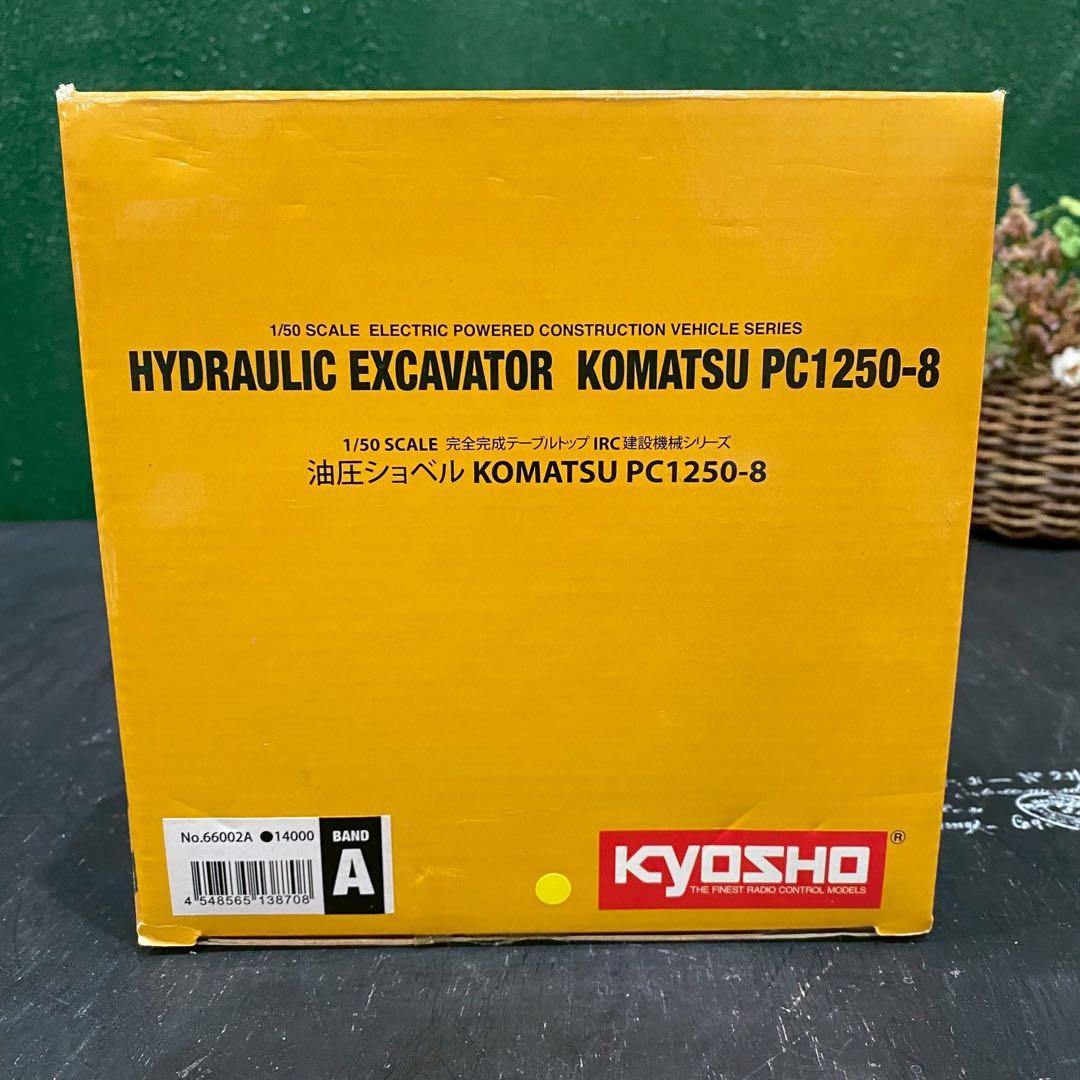 1/50 SCALE ELECTRIC POWERED CONSTRUCTION VEHICLE SERIES
HYDRAULIC EXCAVATOR KOMATSU PC1250-8
1/50 SCALE 完全完成テーブルトップ IRC 建設機械シリーズ
油圧ショベル KOMATSU PC1250-8
No.66002A ●14000
BAND
A
4 548565 138708
KYOSHO ®
THE FINEST RADIO CONTROL MODELS